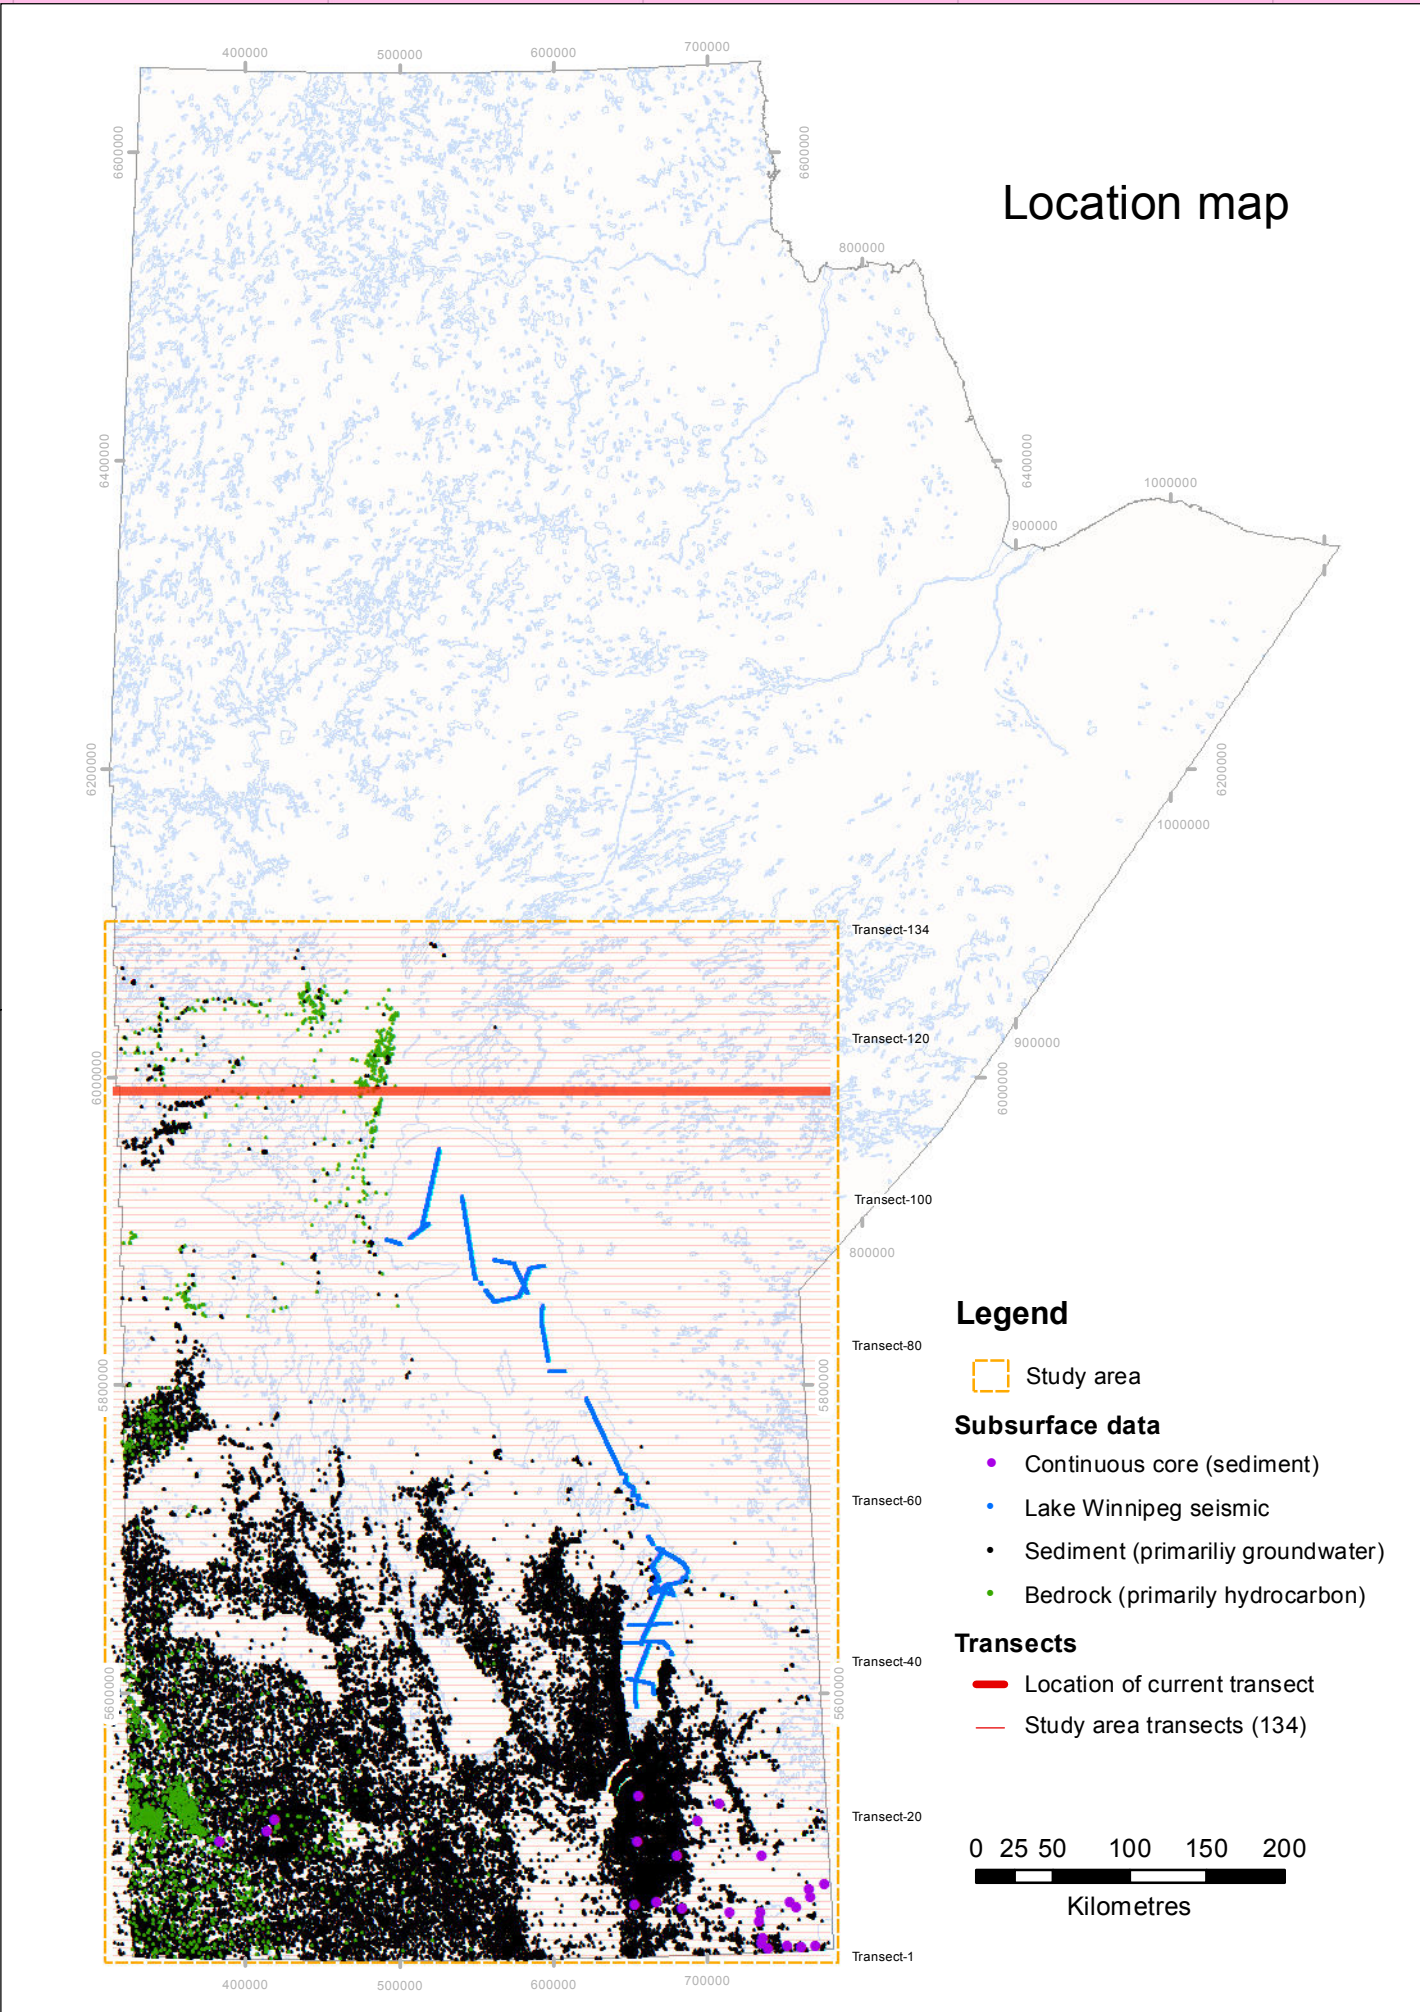 400000
500000
600000
700000
6600000
6600000
Location map
800000
6400000
6400000
1000000
900000
6200000
6200000
1000000
Transect-134
Transect-120
900000
6000000
6000000
Transect-100
800000
Legend
Transect-80
Study area
5800000
5800000
Subsurface data
Continuous core (sediment)
Transect-60
Lake Winnipeg seismic
Sediment (primariliy groundwater)
Bedrock (primarily hydrocarbon)
Transects
Transect-40
Location of current transect
5600000
5600000
Study area transects (134)
Transect-20
0 25 50 100 150 200
Kilometres
Transect-1
400000
500000
600000
700000